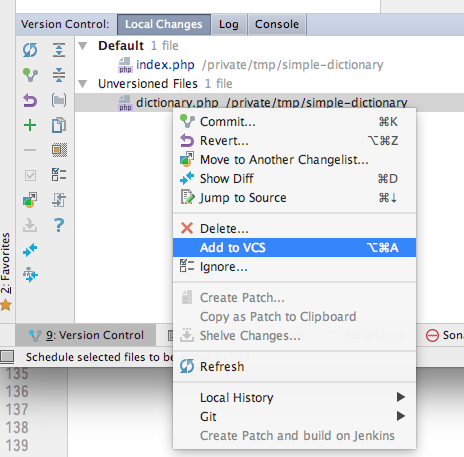 Version Control: Local Changes Log Console
Default 1 file
index.php /private/tmp/simple-dictionary
Unversioned Files 1 file
dictionary.php /private/tmp/simple-dictionary
Commit... ⌘K
Revert... ⌥⌘Z
Move to Another Changelist...
Show Diff ⌘D
Jump to Source ⌘↓
Delete...
Add to VCS ⌥⌘A
Ignore...
Create Patch...
Copy as Patch to Clipboard
Shelve Changes...
Refresh
Local History
Git
Create Patch and build on Jenkins
2: Favorites
9: Version Control
Schedule selected files to be
135
136
137
138
139